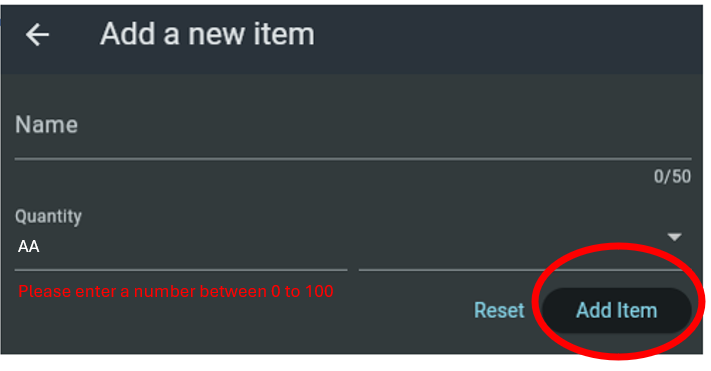 Add a new item
Name
0/50
Quantity
AA
Please enter a number between 0 to 100
Reset
Add Item